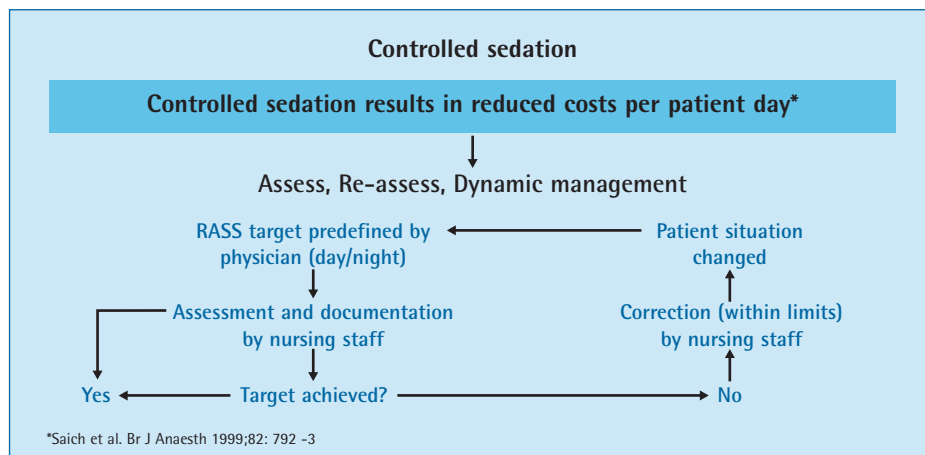 Controlled sedation
Controlled sedation results in reduced costs per patient day*
Assess, Re-assess, Dynamic management
RASS target predefined by
physician (day/night)
Patient situation
changed
Assessment and documentation
by nursing staff
Correction (within limits)
by nursing staff
Yes
Target achieved?
No
*Saich et al. Br J Anaesth 1999;82: 792 -3